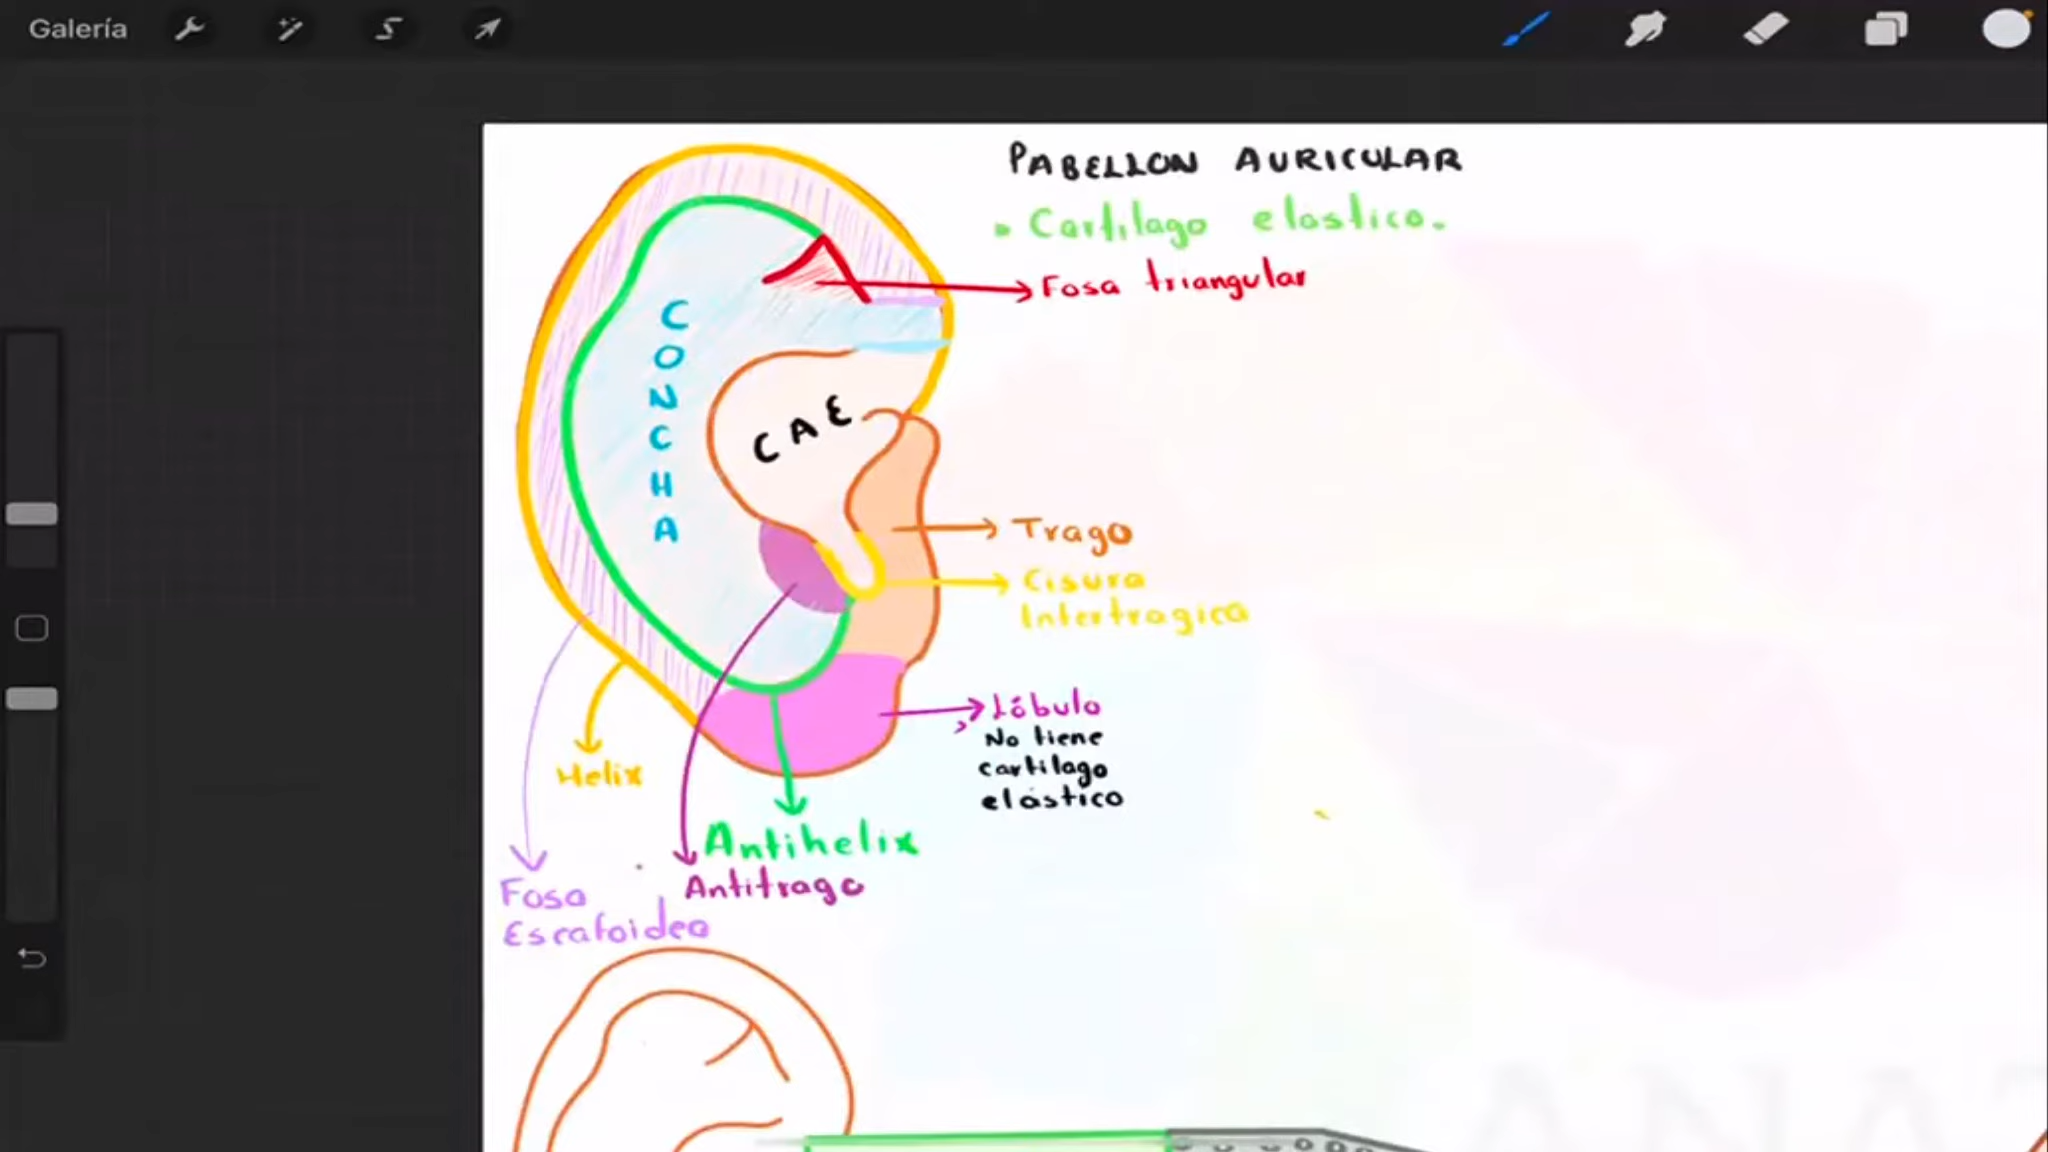 Galería
PABELLON AURICULAR
Cartilago elástico.
Fosa triangular
CONCHA
CAE
Trago
Cisura
Intertragica
Lóbulo
No tiene
cartilago
elástico
Helix
Antihelix
Antitrago
Fosa
Escafoidea